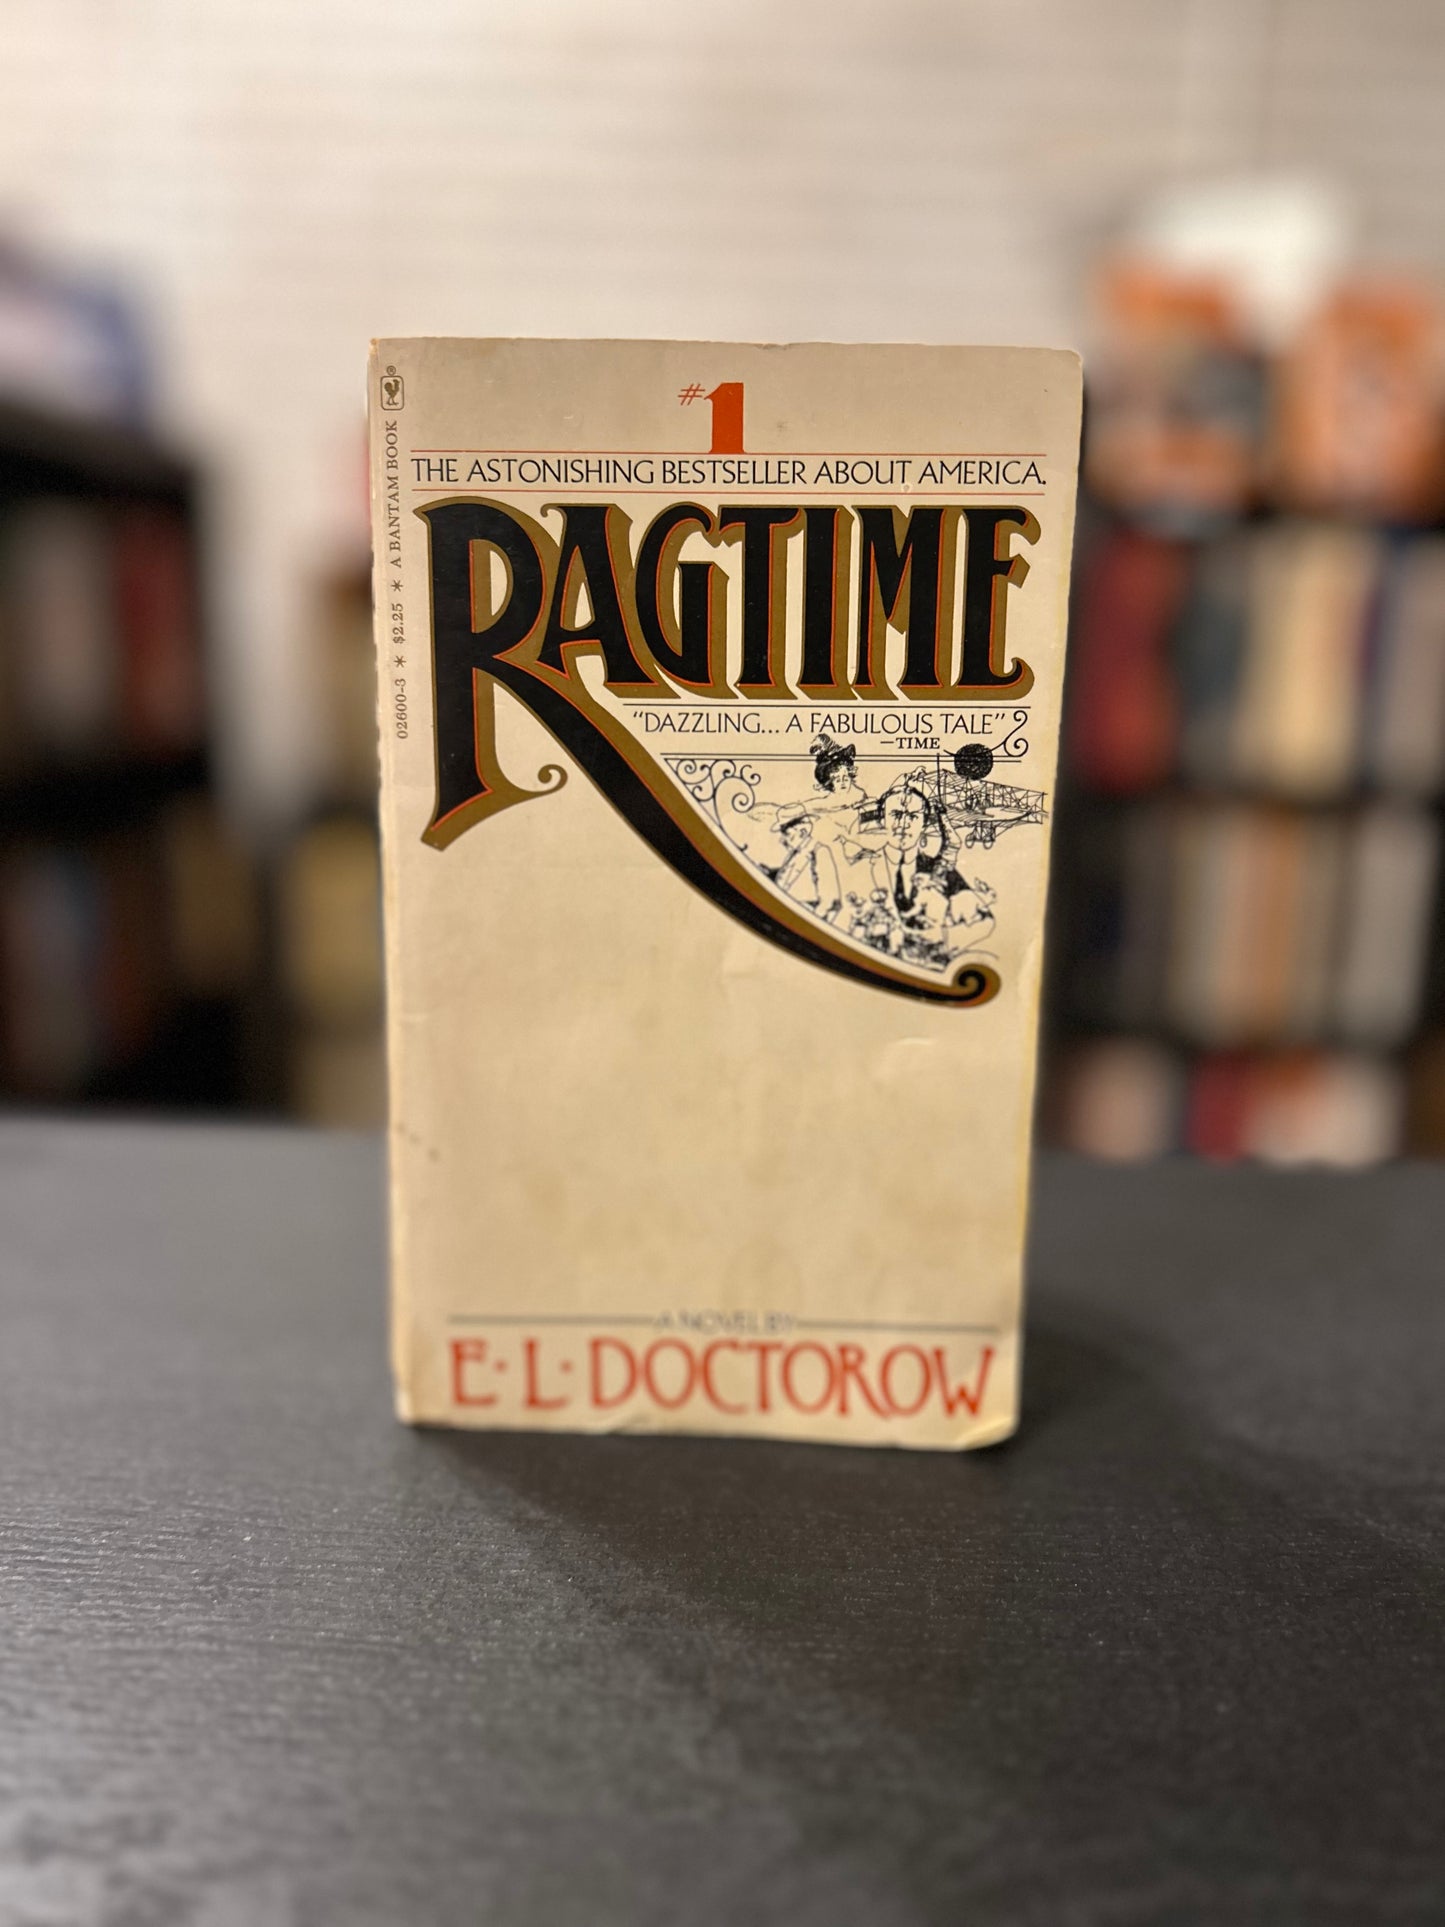 #1
THE ASTONISHING BESTSELLER ABOUT AMERICA.
RAGTIME
"DAZZLING... A FABULOUS TALE"
—TIME
A NOVEL BY
E·L·DOCTOROW
02600-3 * $2.25 * A BANTAM BOOK ®